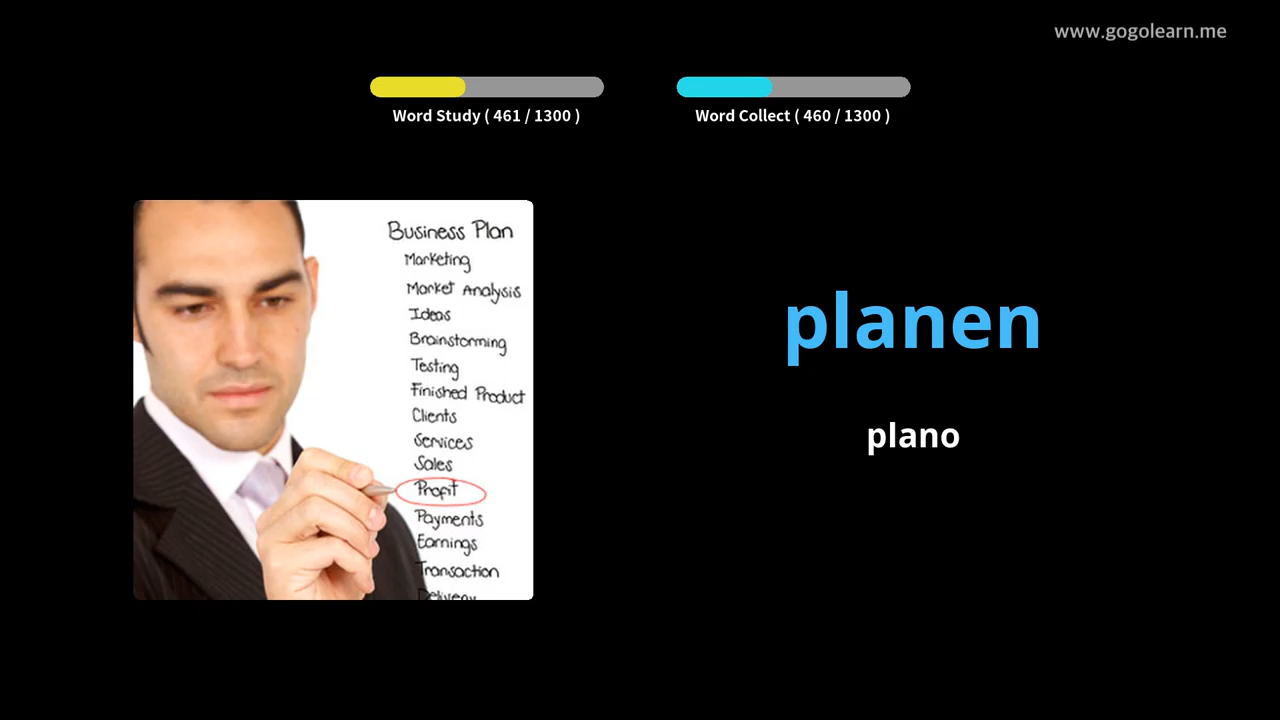 www.gogolearn.me
Word Study ( 461 / 1300 )
Word Collect ( 460 / 1300 )
Business Plan
Marketing
Market Analysis
Ideas
Brainstorming
Testing
Finished Product
Clients
Services
Sales
Profit
Payments
Earnings
Transaction
Delivery
planen
plano